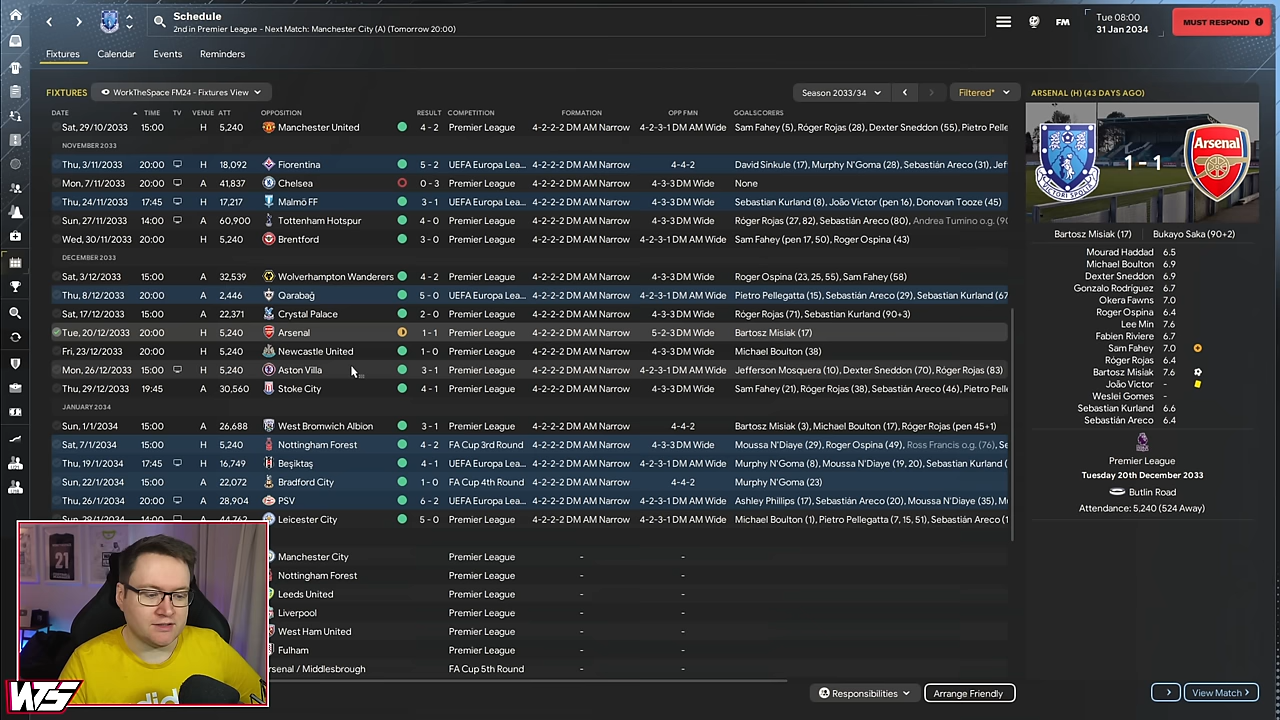 Schedule
2nd in Premier League - Next Match: Manchester City (A) (Tomorrow 20:00)
FM
Tue 08:00
31 Jan 2034
MUST RESPOND
Fixtures Calendar Events Reminders
FIXTURES WorkTheSpace FM24 - Fixtures View Season 2033/34 Filtered* ARSENAL (H) (43 DAYS AGO)
DATE TIME TV VENUE ATT OPPOSITION RESULT COMPETITION FORMATION OPP FMN GOALSCORERS
Sat, 29/10/2033 15:00 H 5,240 Manchester United 4 - 2 Premier League 4-2-2-2 DM AM Narrow 4-2-3-1 DM AM Wide Sam Fahey (5), Róger Rojas (28), Dexter Sneddon (55), Pietro Pelle
NOVEMBER 2033
Thu, 3/11/2033 20:00 H 18,092 Fiorentina 5 - 2 UEFA Europa Lea... 4-2-2-2 DM AM Narrow 4-4-2 David Sinkule (17), Murphy N'Goma (28), Sebastián Areco (31), Jef
Mon, 7/11/2033 20:00 A 41,837 Chelsea 0 - 3 Premier League 4-2-2-2 DM AM Narrow 4-3-3 DM Wide None
Thu, 24/11/2033 17:45 H 17,217 Malmö FF 3 - 1 UEFA Europa Lea... 4-2-2-2 DM AM Narrow 4-3-3 DM Wide Sebastian Kurland (8), João Victor (pen 16), Donovan Tooze (45)
Sun, 27/11/2033 14:00 A 60,900 Tottenham Hotspur 4 - 0 Premier League 4-2-2-2 DM AM Narrow 4-3-3 DM Wide Róger Rojas (27, 82), Sebastián Areco (80), Andrea Tumino o.g. (90
Wed, 30/11/2033 20:00 H 5,240 Brentford 3 - 0 Premier League 4-2-2-2 DM AM Narrow 4-3-3 DM Wide Sam Fahey (pen 17, 50), Roger Ospina (43)
DECEMBER 2033
Sat, 3/12/2033 15:00 A 32,539 Wolverhampton Wanderers 4 - 2 Premier League 4-2-2-2 DM AM Narrow 4-3-3 DM Wide Roger Ospina (23, 25, 55), Sam Fahey (58)
Thu, 8/12/2033 20:00 A 2,446 Qarabağ 5 - 0 UEFA Europa Lea... 4-2-2-2 DM AM Narrow 4-2-3-1 DM AM Wide Pietro Pellegatta (15), Sebastián Areco (29), Sebastian Kurland (67
Sat, 17/12/2033 15:00 A 22,371 Crystal Palace 2 - 0 Premier League 4-2-2-2 DM AM Narrow 4-3-3 DM Wide Róger Rojas (71), Sebastian Kurland (90+3)
Tue, 20/12/2033 20:00 H 5,240 Arsenal 1 - 1 Premier League 4-2-2-2 DM AM Narrow 5-2-3 DM Wide Bartosz Misiak (17)
Fri, 23/12/2033 20:00 H 5,240 Newcastle United 1 - 0 Premier League 4-2-2-2 DM AM Narrow 4-3-3 DM Wide Michael Boulton (38)
Mon, 26/12/2033 15:00 H 5,240 Aston Villa 3 - 1 Premier League 4-2-2-2 DM AM Narrow 4-2-3-1 DM AM Wide Jefferson Mosquera (10), Dexter Sneddon (70), Róger Rojas (83)
Thu, 29/12/2033 19:45 A 30,560 Stoke City 4 - 1 Premier League 4-2-2-2 DM AM Narrow 4-3-3 DM Wide Sam Fahey (21), Róger Rojas (38), Sebastián Areco (46), Pietro Pel
JANUARY 2034
Sun, 1/1/2034 15:00 A 26,688 West Bromwich Albion 3 - 1 Premier League 4-2-2-2 DM AM Narrow 4-4-2 Bartosz Misiak (3), Michael Boulton (17), Róger Rojas (pen 45+1)
Sat, 7/1/2034 15:00 H 5,240 Nottingham Forest 4 - 2 FA Cup 3rd Round 4-2-2-2 DM AM Narrow 4-3-3 DM Wide Moussa N'Diaye (29), Roger Ospina (49), Ross Francis o.g. (76), Se
Thu, 19/1/2034 17:45 H 16,749 Beşiktaş 4 - 1 UEFA Europa Lea... 4-2-2-2 DM AM Narrow 4-2-3-1 DM AM Wide Murphy N'Goma (8), Moussa N'Diaye (19, 20), Sebastian Kurland (
Sun, 22/1/2034 15:00 A 22,072 Bradford City 1 - 0 FA Cup 4th Round 4-2-2-2 DM AM Narrow 4-4-2 Murphy N'Goma (23)
Thu, 26/1/2034 20:00 A 28,904 PSV 6 - 2 UEFA Europa Lea... 4-2-2-2 DM AM Narrow 4-2-3-1 DM AM Wide Ashley Phillips (17), Sebastián Areco (20), Moussa N'Diaye (35), M
Sun, 29/1/2034 14:00 A 44,762 Leicester City 5 - 0 Premier League 4-2-2-2 DM AM Narrow 4-2-3-1 DM AM Wide Michael Boulton (1), Pietro Pellegatta (7, 15, 51), Sebastián Areco (1
Manchester City Premier League - -
Nottingham Forest Premier League - -
Leeds United Premier League - -
Liverpool Premier League - -
West Ham United Premier League - -
Fulham Premier League - -
Arsenal / Middlesbrough FA Cup 5th Round - -
Responsibilities Arrange Friendly
1 - 1
Arsenal
Bartosz Misiak (17) Bukayo Saka (90+2)
Mourad Haddad 6.5
Michael Boulton 6.9
Dexter Sneddon 6.9
Gonzalo Rodríguez 6.7
Okera Fawns 7.0
Roger Ospina 6.4
Lee Min 7.6
Fabien Riviere 6.7
Sam Fahey 7.0
Róger Rojas 6.4
Bartosz Misiak 7.6
João Victor -
Weslei Gomes -
Sebastian Kurland 6.6
Sebastián Areco 6.4
Premier League
Tuesday 20th December 2033
Butlin Road
Attendance: 5,240 (524 Away)
View Match
21
WTS